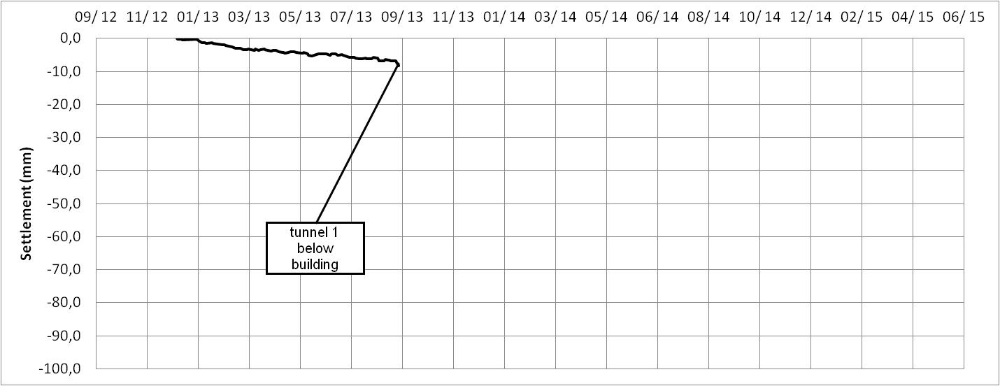 09/ 12 11/ 12 01/ 13 03/ 13 05/ 13 07/ 13 09/ 13 11/ 13 01/ 14 03/ 14 05/ 14 06/ 14 08/ 14 10/ 14 12/ 14 02/ 15 04/ 15 06/ 15
0,0
-10,0
-20,0
-30,0
-40,0
-50,0
-60,0
-70,0
-80,0
-90,0
-100,0
Settlement (mm)
tunnel 1
below
building